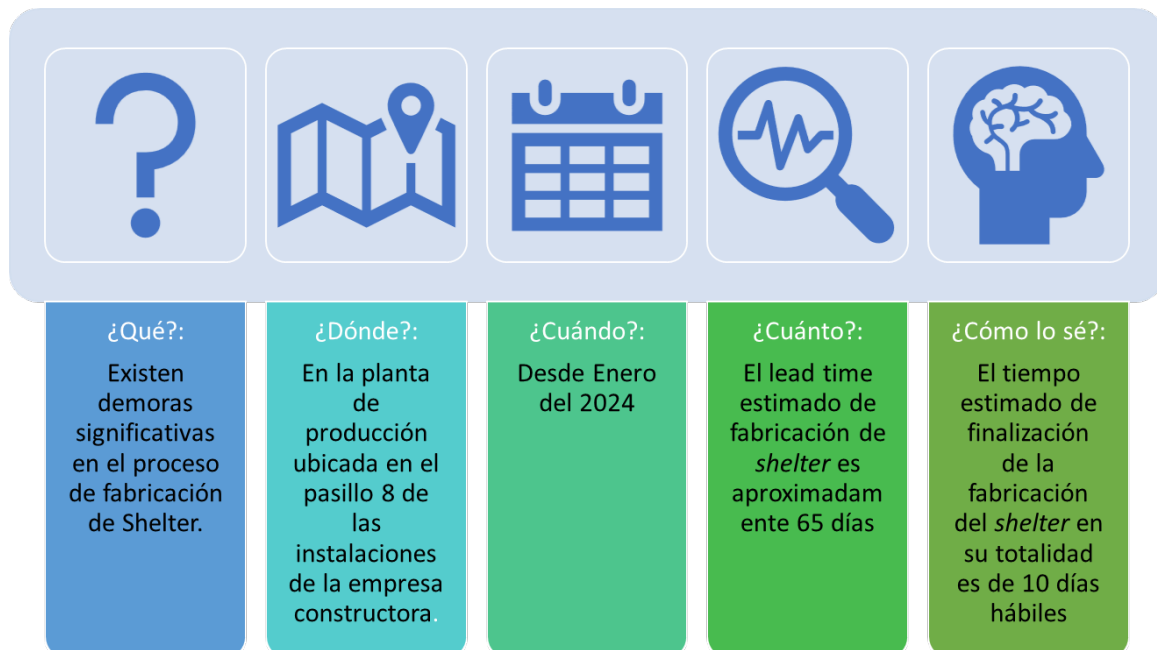 ¿Qué?:
Existen
demoras
significativas
en el proceso
de fabricación
de Shelter.
¿Dónde?:
En la planta
de
producción
ubicada en el
pasillo 8 de
las
instalaciones
de la empresa
constructora.
¿Cuándo?:
Desde Enero
del 2024
¿Cuánto?:
El lead time
estimado de
fabricación de
shelter es
aproximadam
ente 65 días
¿Cómo lo sé?:
El tiempo
estimado de
finalización
de la
fabricación
del shelter en
su totalidad
es de 10 días
hábiles